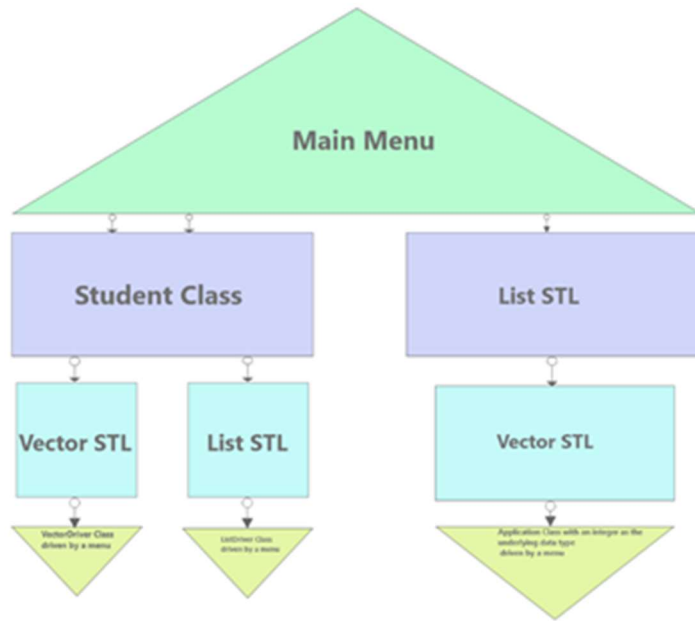 Main Menu
Student Class
List STL
Vector STL
List STL
Vector STL
VectorDriver Class
driven by a menu
ListDriver Class
driven by a menu
Application Class with an integer as the
underlying data type
driven by a menu